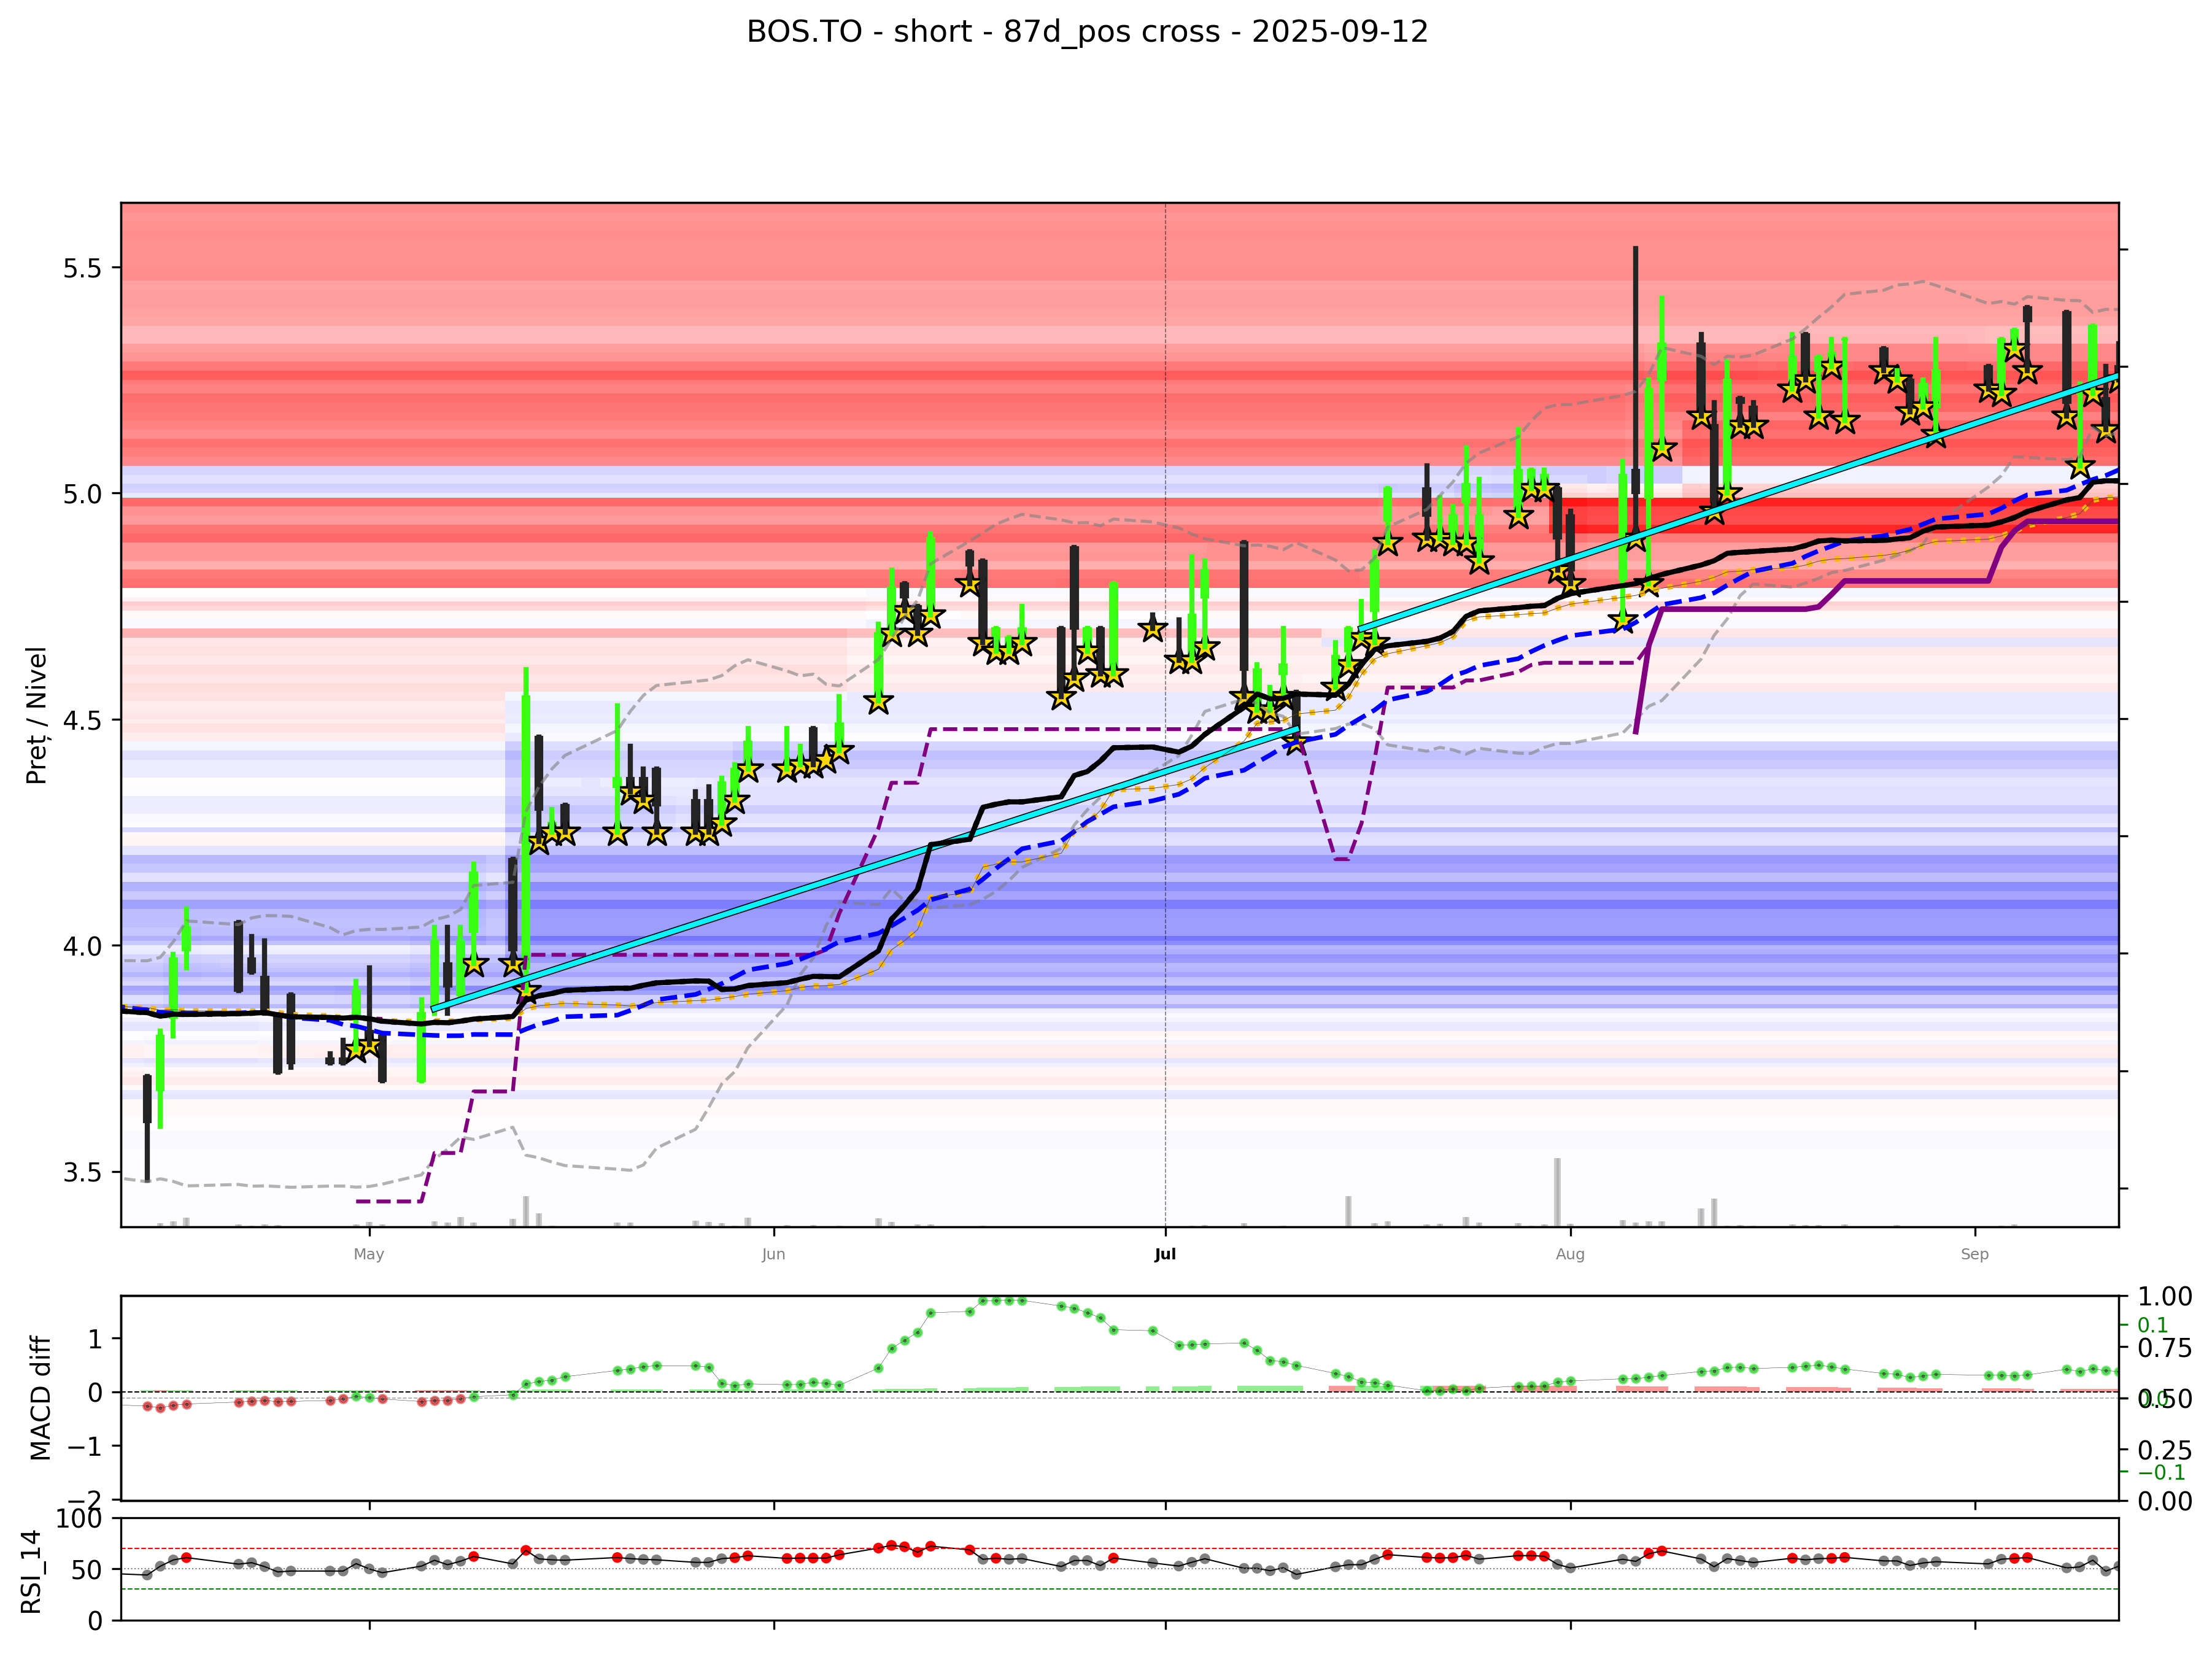 BOS.TO - short - 87d_pos cross - 2025-09-12
Preț / Nivel
5.5
5.0
4.5
4.0
3.5
May
Jun
Jul
Aug
Sep
MACD diff
1
0
−1
−2
1.00
0.75
0.50
0.25
0.00
0.1
0.0
−0.1
RSI_14
100
50
0